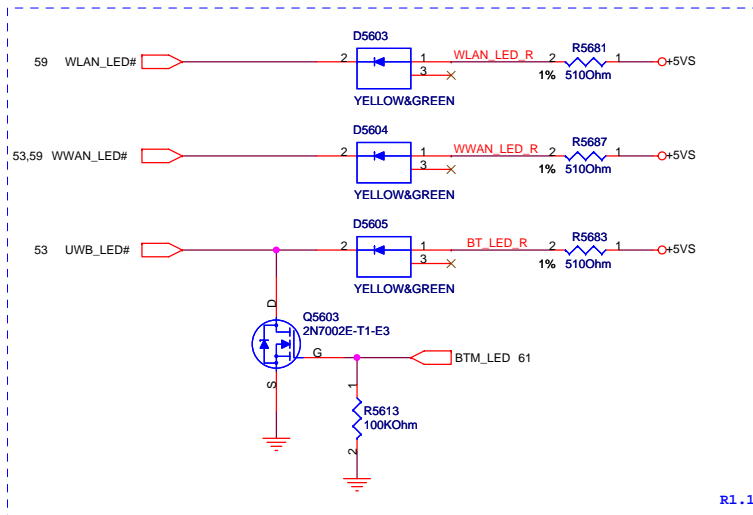 D5603
59 WLAN_LED# 2 1 WLAN_LED_R 2 R5681 1 +5VS
3 1% 510Ohm
YELLOW&GREEN
D5604
53,59 WWAN_LED# 2 1 WWAN_LED_R 2 R5687 1 +5VS
3 1% 510Ohm
YELLOW&GREEN
D5605
53 UWB_LED# 2 1 BT_LED_R 2 R5683 1 +5VS
3 1% 510Ohm
YELLOW&GREEN
D
Q5603
2N7002E-T1-E3
G BTM_LED 61
S
1
R5613
100KOhm
2
R1.1